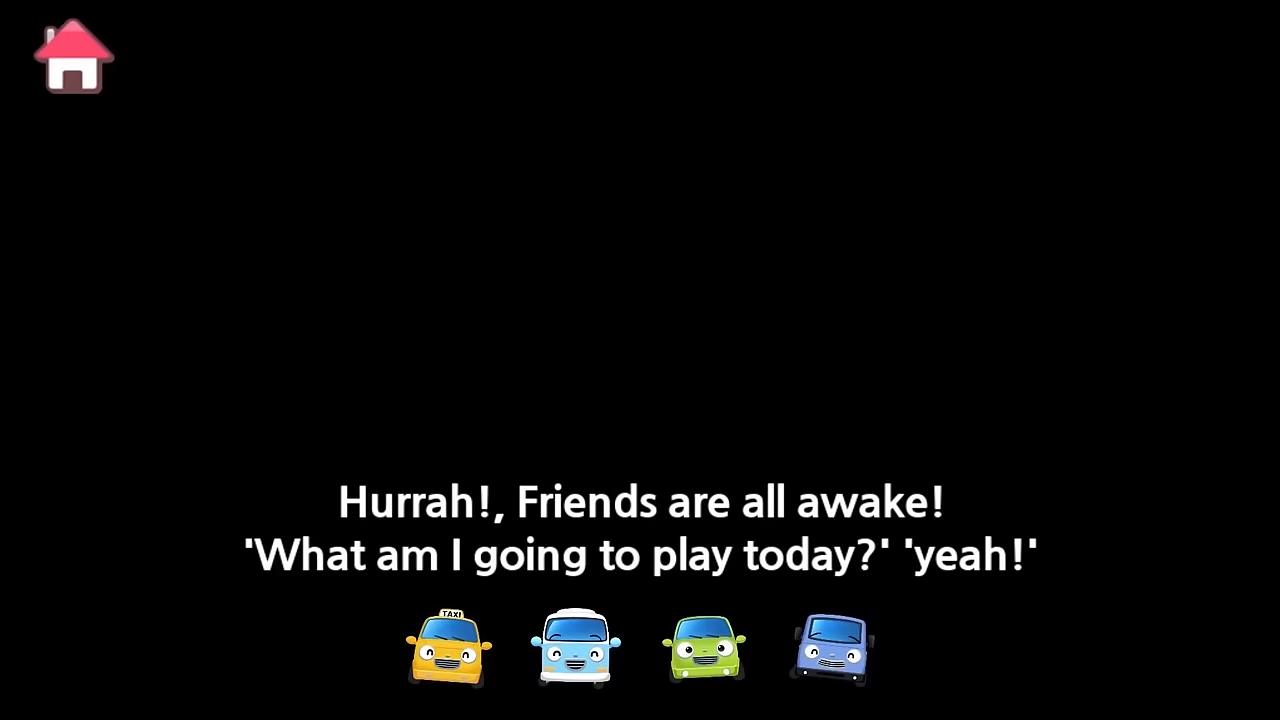 Hurrah!, Friends are all awake!
'What am I going to play today?' 'yeah!'
TAXI